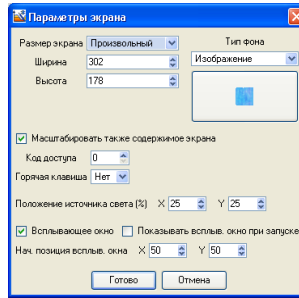 Параметры экрана
Размер экрана Произвольный
Тип фона
Ширина 302
Изображение
Высота 178
Масштабировать также содержимое экрана
Код доступа 0
Горячая клавиша Нет
Положение источника света (%) X 25 Y 25
Всплывающее окно Показывать всплыв. окно при запуске
Нач. позиция всплыв. окна X 50 Y 50
Готово Отмена